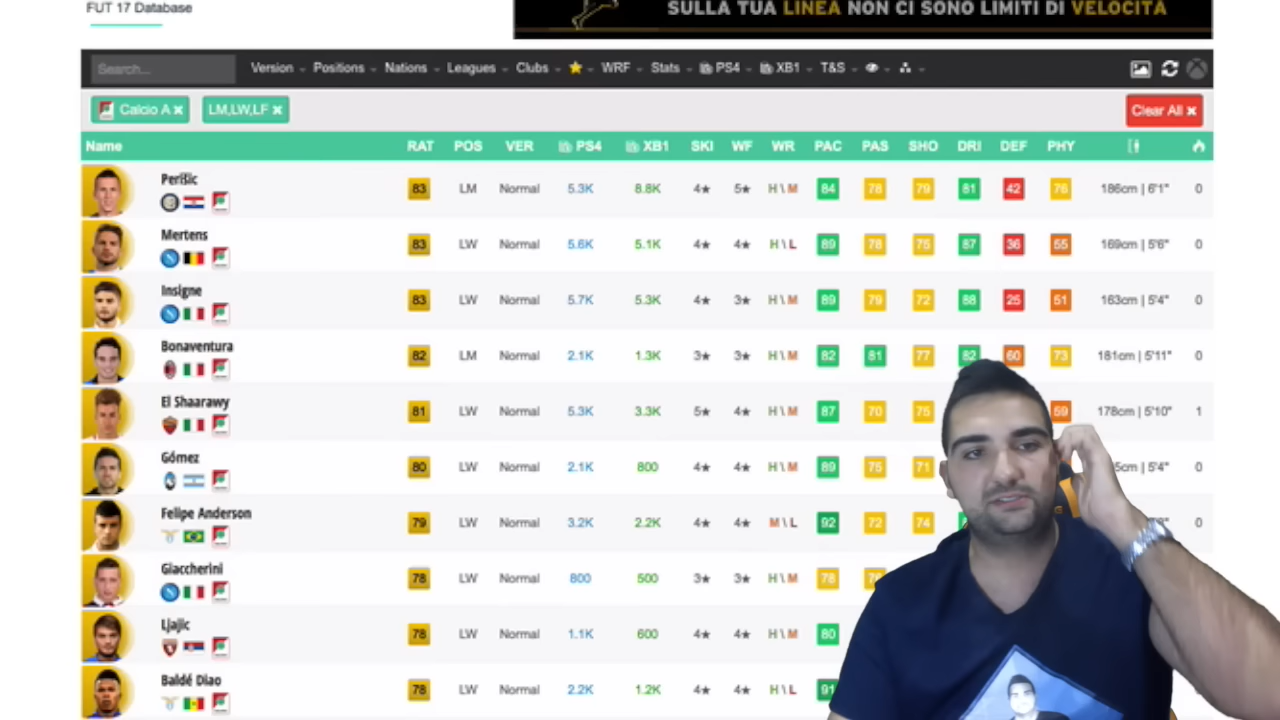 FUT 17 Database
SULLA TUA LINEA NON CI SONO LIMITI DI VELOCITÀ
Search... Version Positions Nations Leagues Clubs WRF Stats PS4 XB1 T&S
Calcio A × LM,LW,LF × Clear All ×
Name RAT POS VER PS4 XB1 SKI WF WR PAC PAS SHO DRI DEF PHY
Perišic 83 LM Normal 5.3K 8.8K 4★ 5★ H \ M 84 78 79 81 42 76 186cm | 6'1" 0
Mertens 83 LW Normal 5.6K 5.1K 4★ 4★ H \ L 89 78 75 87 36 55 169cm | 5'6" 0
Insigne 83 LW Normal 5.7K 5.3K 4★ 3★ H \ M 89 79 72 88 25 51 163cm | 5'4" 0
Bonaventura 82 LM Normal 2.1K 1.3K 3★ 3★ H \ M 82 81 77 82 60 73 181cm | 5'11" 0
El Shaarawy 81 LW Normal 5.3K 3.3K 5★ 4★ H \ M 87 70 75 59 178cm | 5'10" 1
Gómez 80 LW Normal 2.1K 800 4★ 4★ H \ M 89 75 71 5cm | 5'4" 0
Felipe Anderson 79 LW Normal 3.2K 2.2K 4★ 4★ M \ L 92 72 74 0
Giaccherini 78 LW Normal 800 500 3★ 3★ H \ M 78
Ljajic 78 LW Normal 1.1K 600 4★ 4★ H \ M 80
Baldé Diao 78 LW Normal 2.2K 1.2K 4★ 4★ H \ L 91